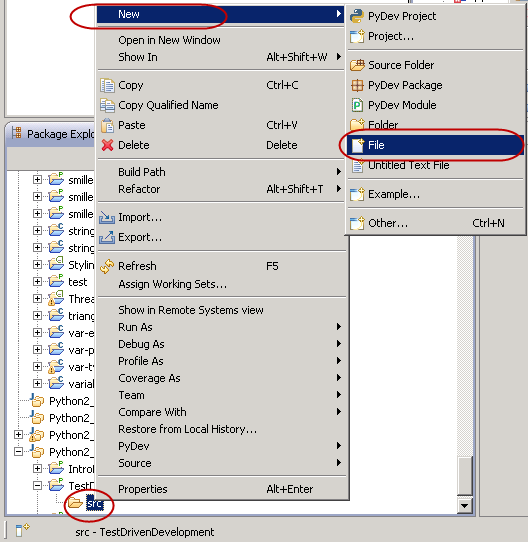 New
Open in New Window
Show In Alt+Shift+W
Copy Ctrl+C
Copy Qualified Name
Paste Ctrl+V
Delete Delete
Build Path
Refactor Alt+Shift+T
Import...
Export...
Refresh F5
Assign Working Sets...
Show in Remote Systems view
Run As
Debug As
Profile As
Coverage As
Team
Compare With
Restore from Local History...
PyDev
Source
Properties Alt+Enter
PyDev Project
Project...
Source Folder
PyDev Package
PyDev Module
Folder
File
Untitled Text File
Example...
Other... Ctrl+N
Package Explo
smille
smille
smille
string
string
Stylin
test
Threa
triang
var-e
var-p
var-ty
variab
Python2_
Python2_
Python2_
Python2_
Introd
TestD
src
src - TestDrivenDevelopment